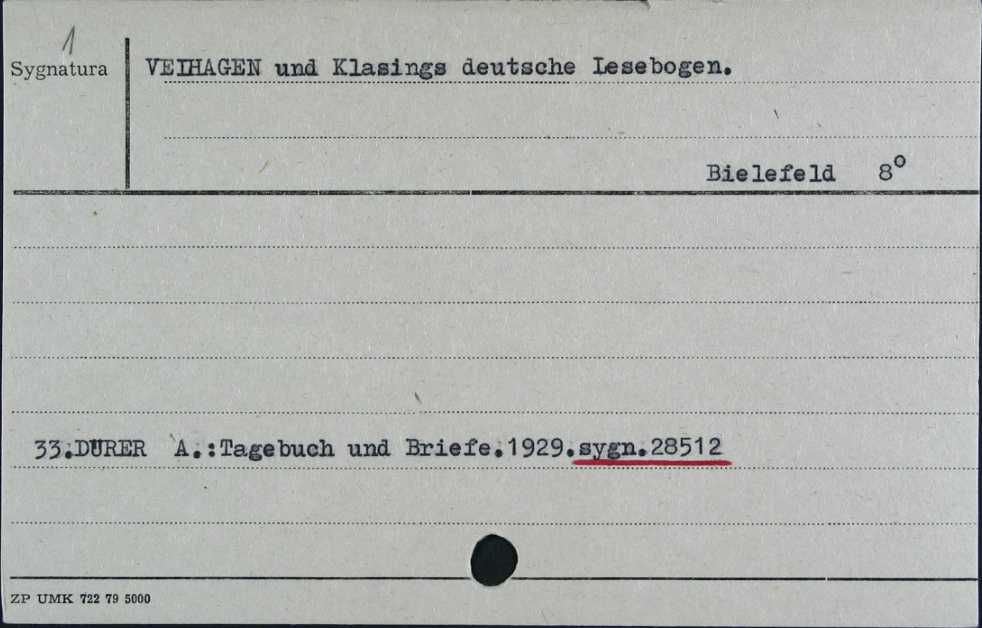 1
Sygnatura
VEIHAGEN und Klasings deutsche Iesebogen.
Bielefeld 8°
33.DURER A.:Tagebuch und Briefe.1929.sygn.28512
ZP UMK 722 79 5000